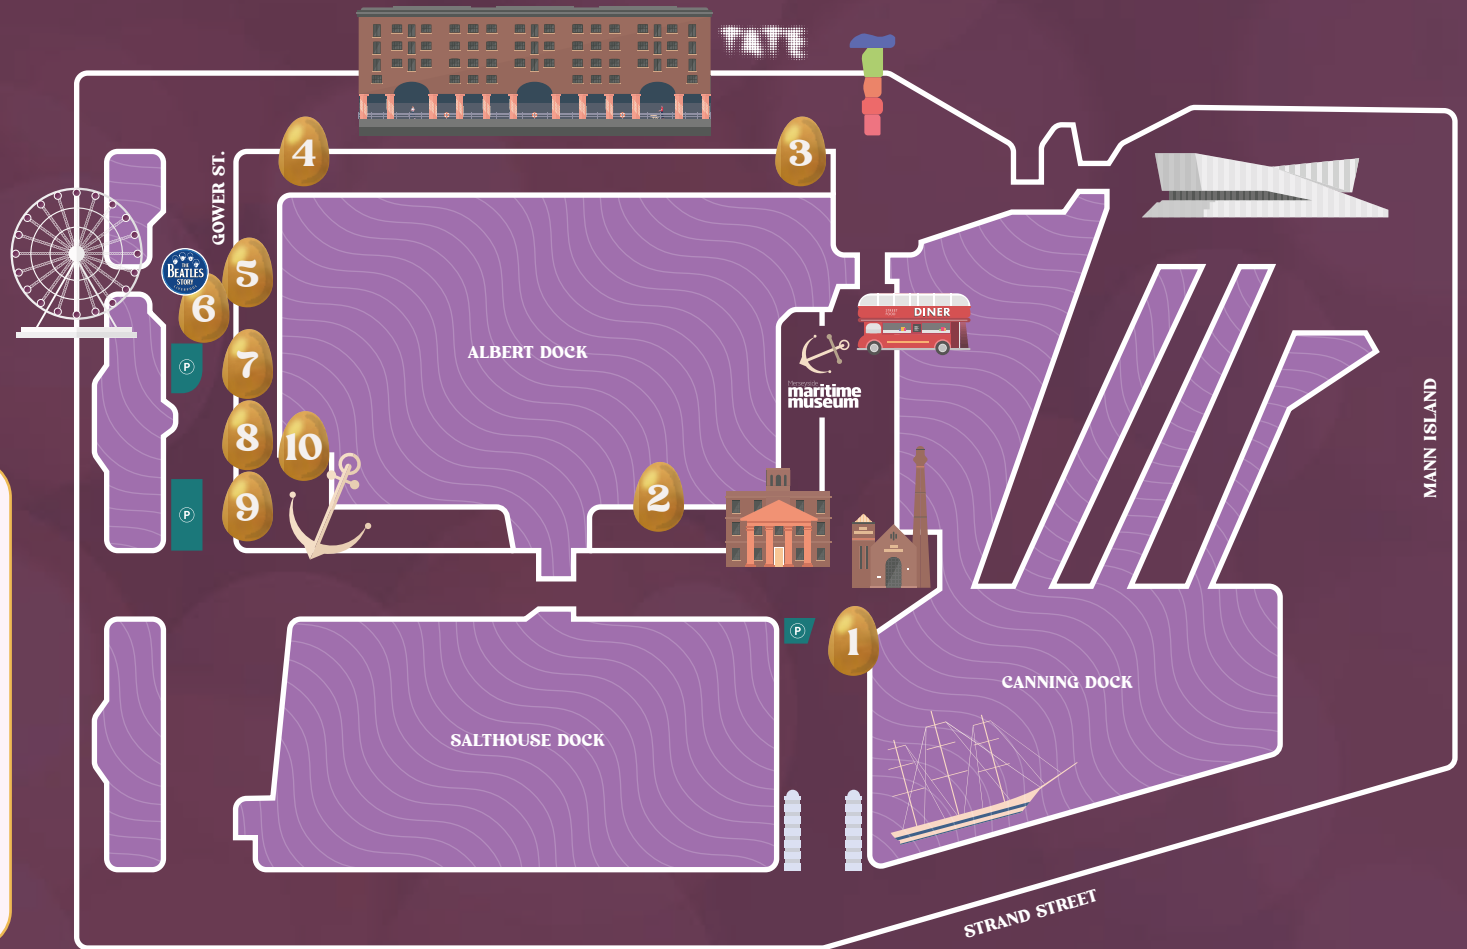 TATE
4
3
GOWER ST.
THE
BEATLES
STORY
5
6
DINER
ALBERT DOCK
P
7
Merseyside
maritime
museum
MANN ISLAND
8
10
2
9
P
P
1
CANNING DOCK
SALTHOUSE DOCK
STRAND STREET